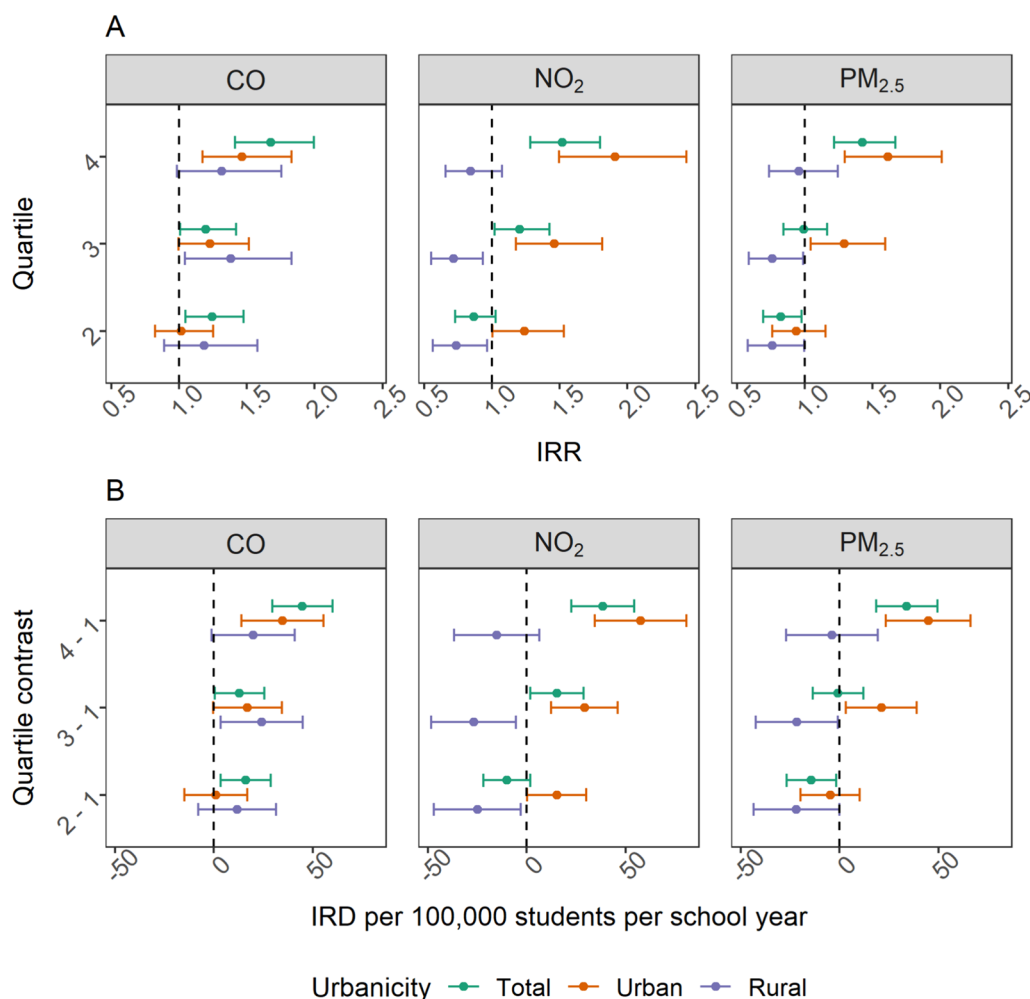 A
CO NO₂ PM₂.₅
Quartile
4
3
2
0.5 1.0 1.5 2.0 2.5 0.5 1.0 1.5 2.0 2.5 0.5 1.0 1.5 2.0 2.5
IRR
B
CO NO₂ PM₂.₅
Quartile contrast
4 - 1
3 - 1
2 - 1
-50 0 50 -50 0 50 -50 0 50
IRD per 100,000 students per school year
Urbanicity Total Urban Rural